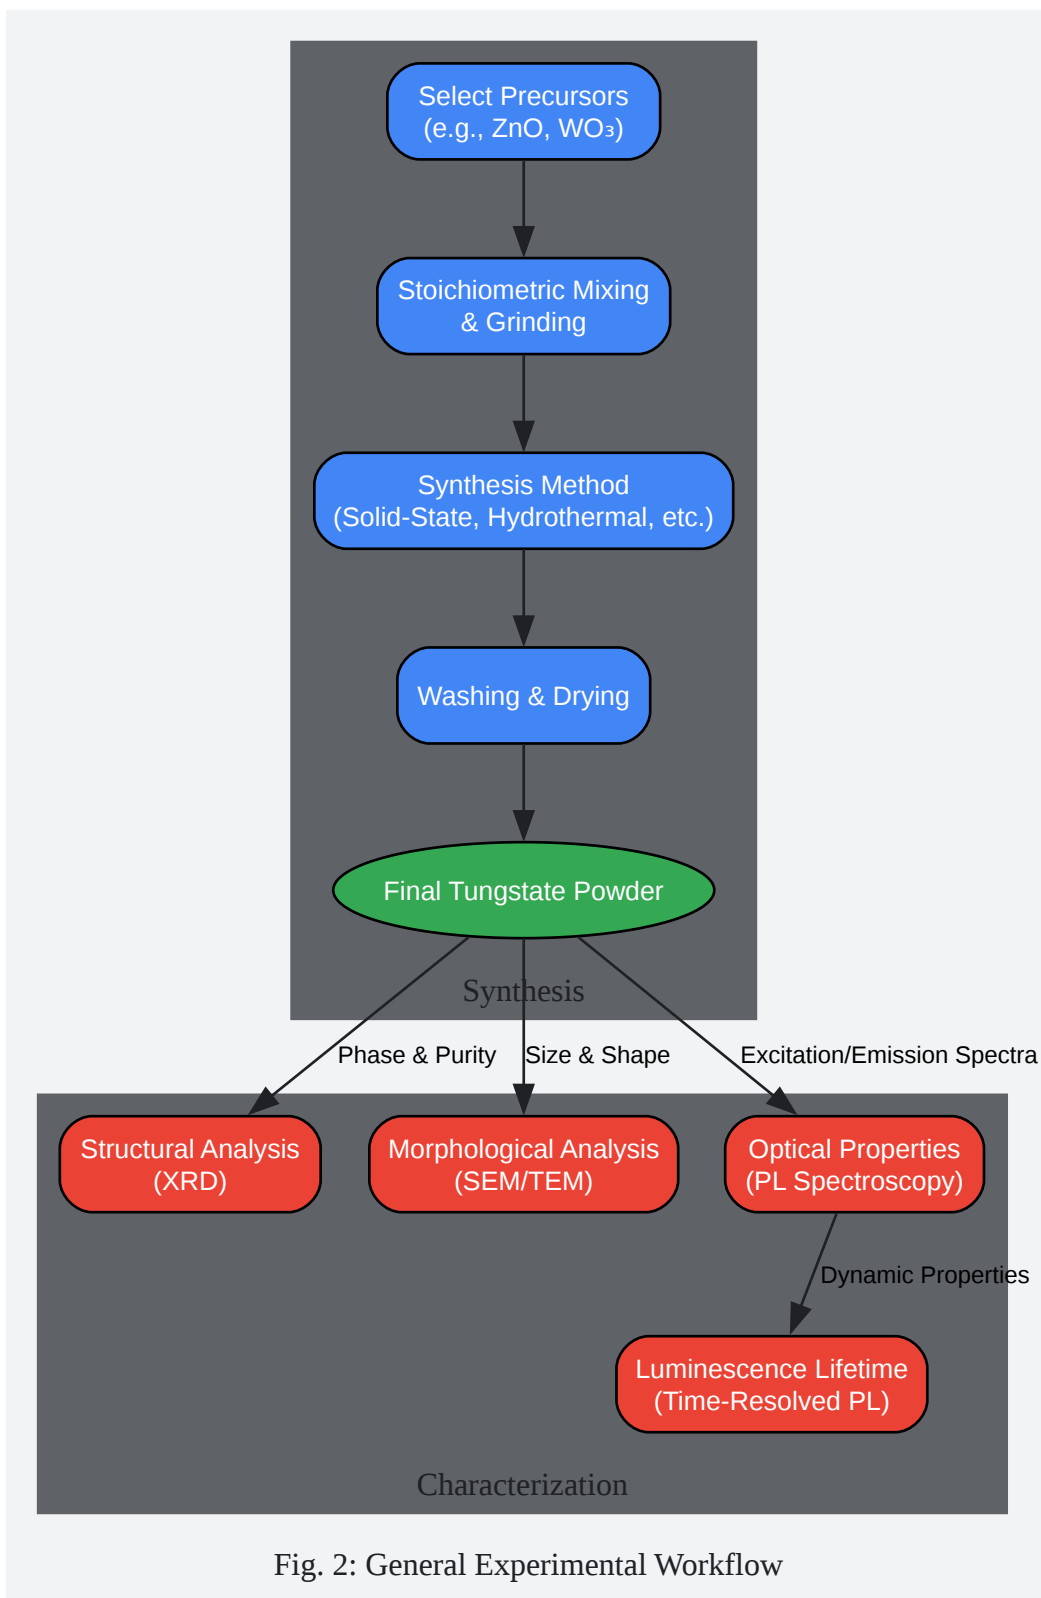 Select Precursors
(e.g., ZnO, WO₃)
Stoichiometric Mixing
& Grinding
Synthesis Method
(Solid-State, Hydrothermal, etc.)
Washing & Drying
Final Tungstate Powder
Synthesis
Phase & Purity
Size & Shape
Excitation/Emission Spectra
Structural Analysis
(XRD)
Morphological Analysis
(SEM/TEM)
Optical Properties
(PL Spectroscopy)
Dynamic Properties
Luminescence Lifetime
(Time-Resolved PL)
Characterization
Fig. 2: General Experimental Workflow